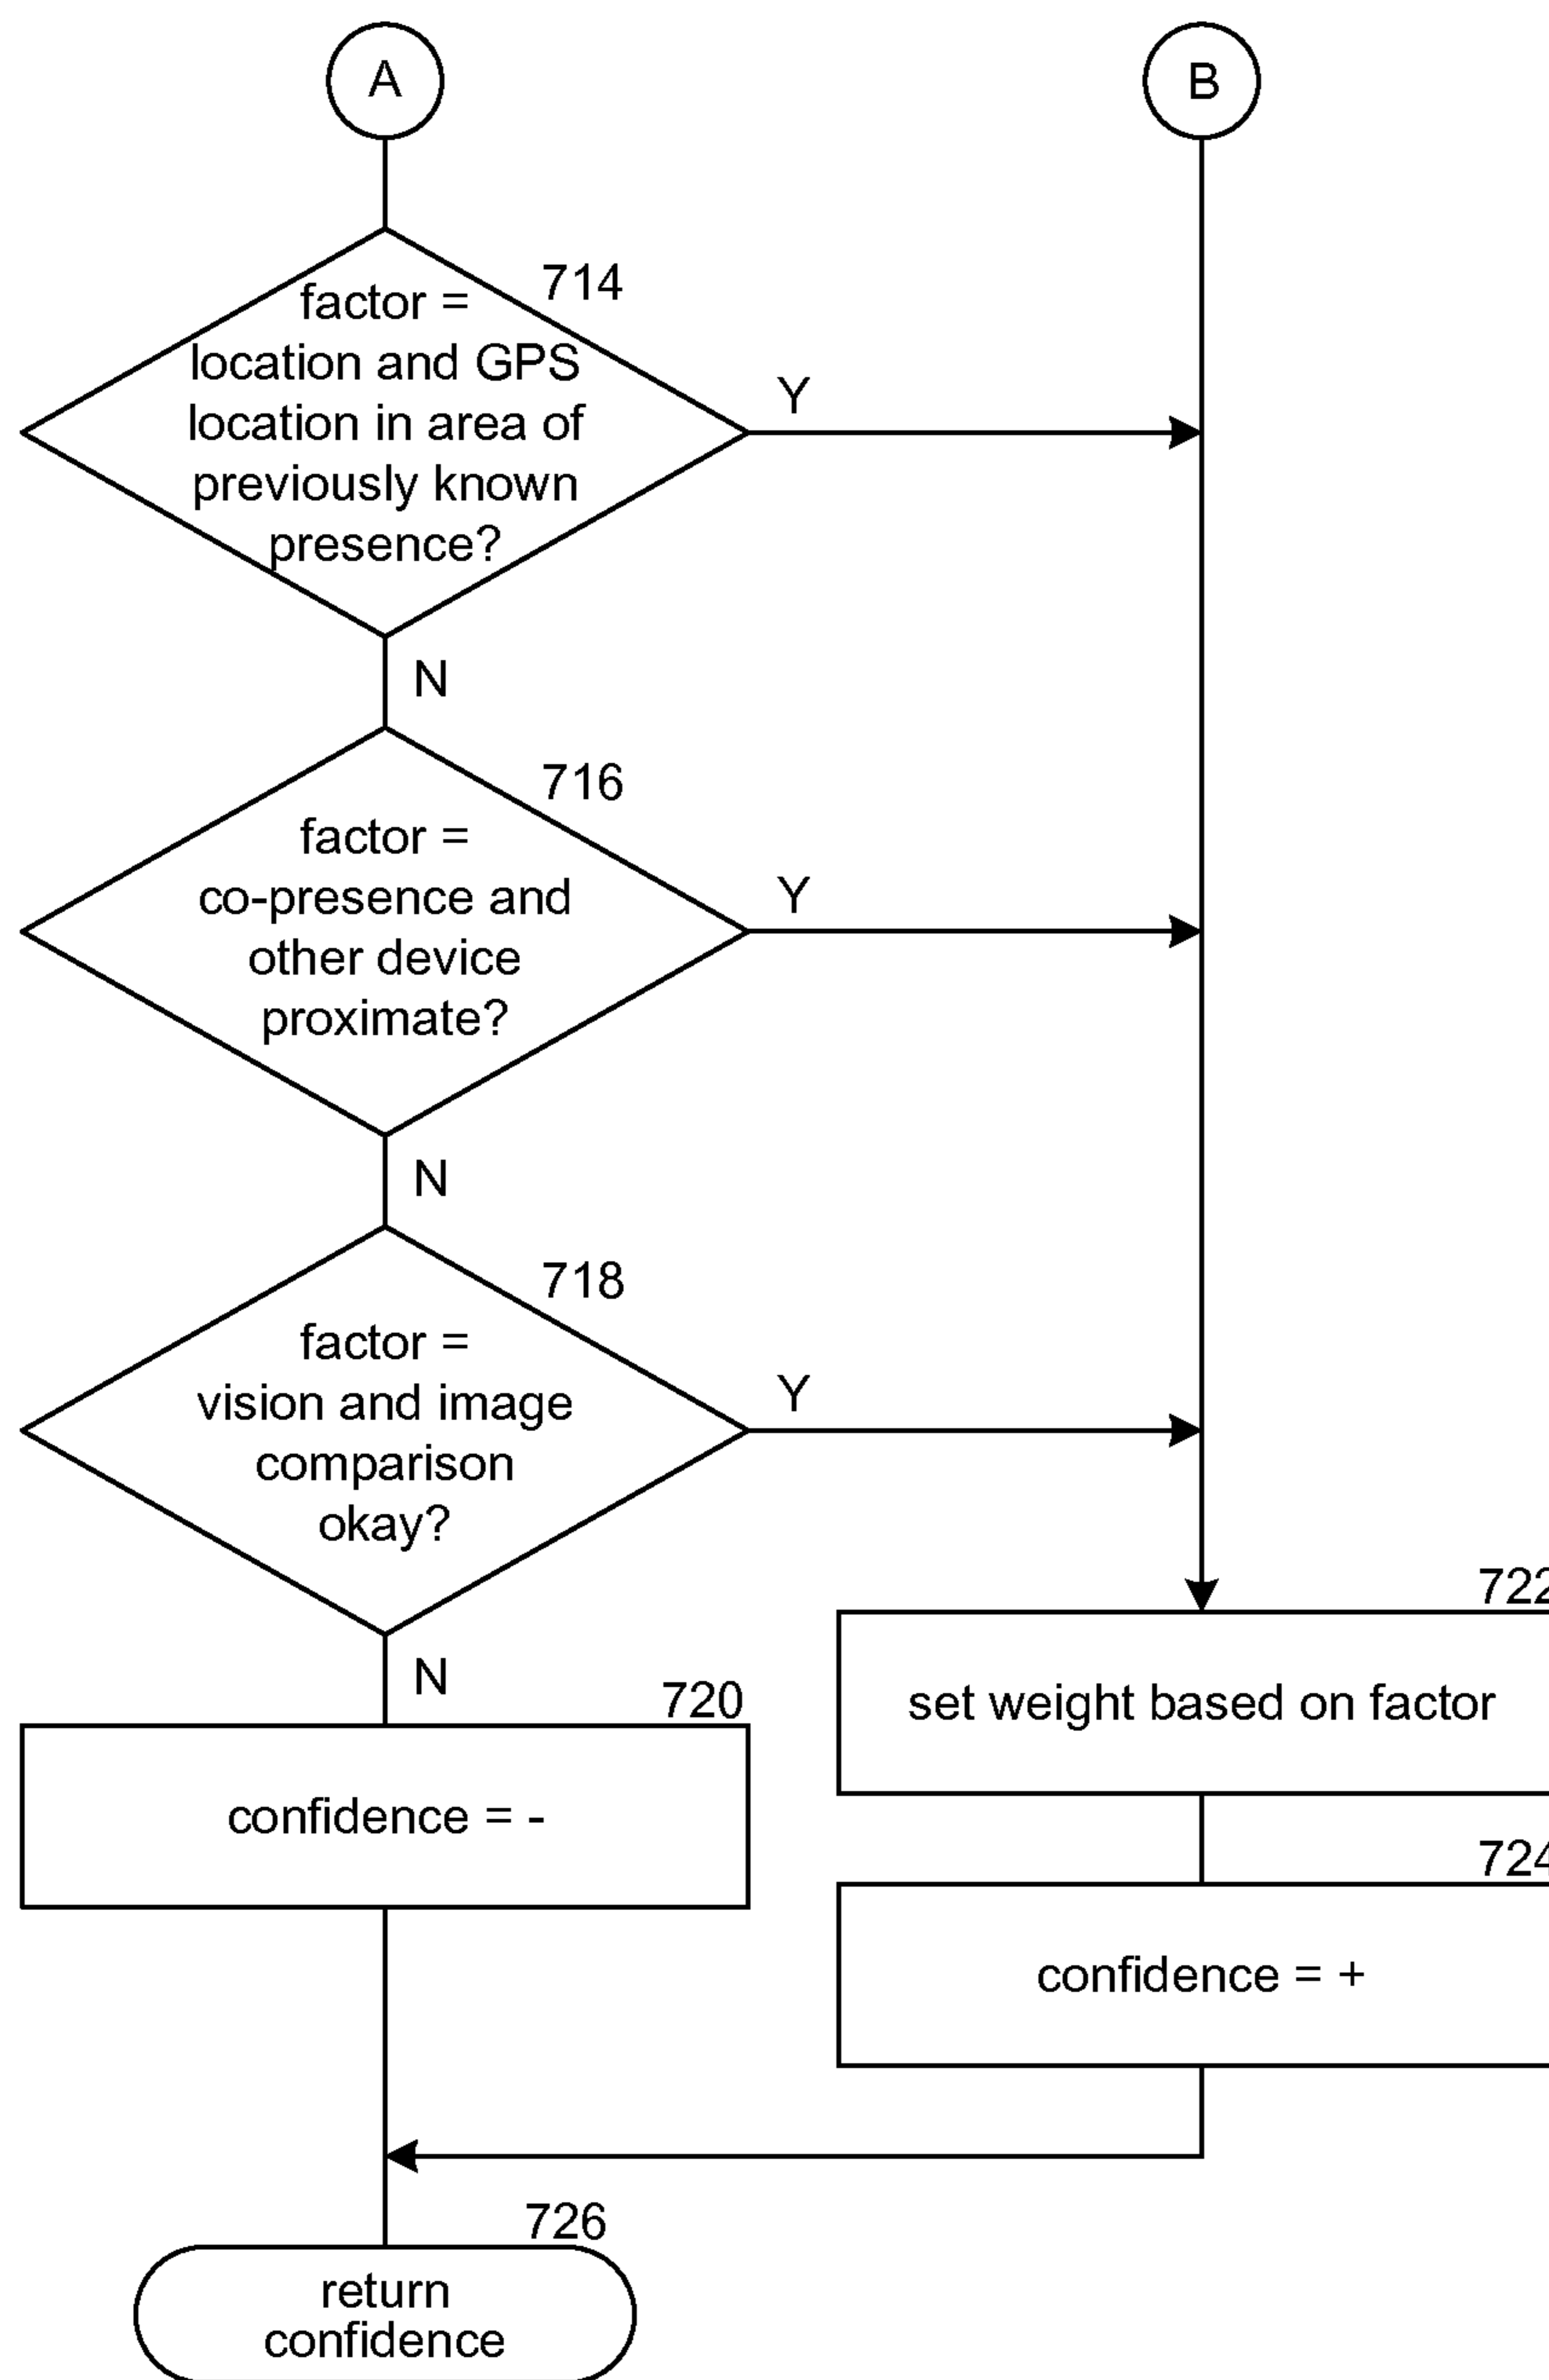 A
B
714
factor =
location and GPS
location in area of
previously known
presence?
Y
N
716
factor =
co-presence and
other device
proximate?
Y
N
718
factor =
vision and image
comparison
okay?
Y
N
720
confidence = -
722
set weight based on factor
724
confidence = +
726
return
confidence